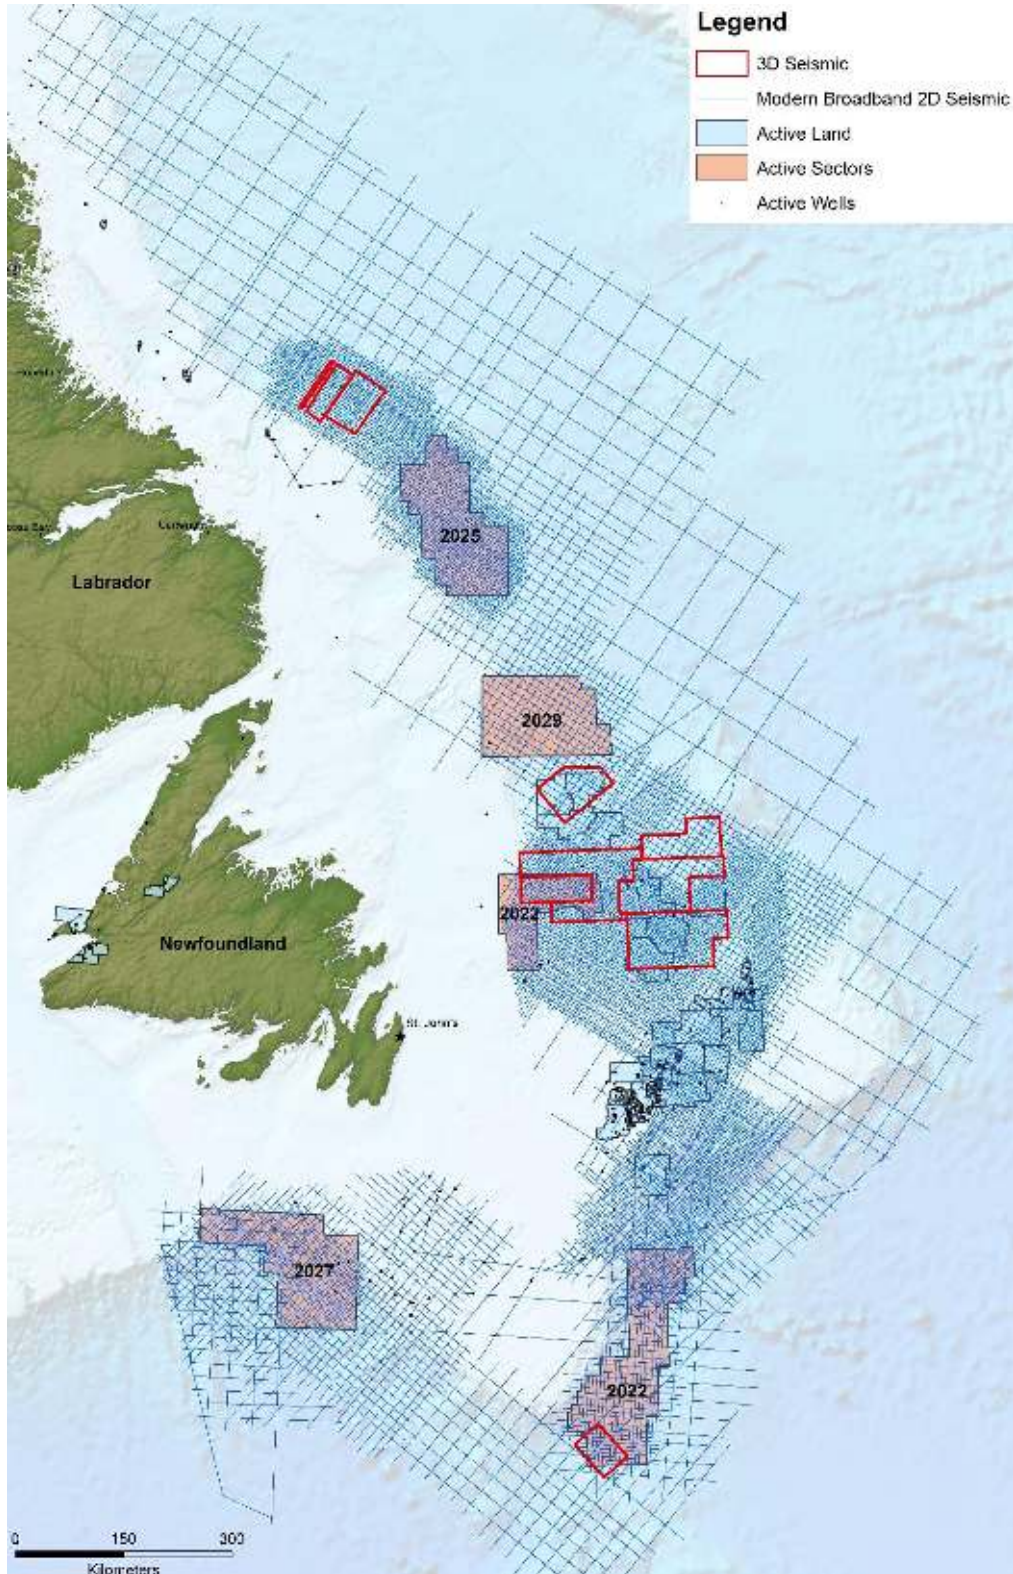 Legend
3D Seismic
Modern Broadband 2D Seismic
Active Land
Active Sectors
Active Wells
2025
Labrador
2029
2022
Newfoundland
St. John's
2027
2022
0 150 300
Kilometers